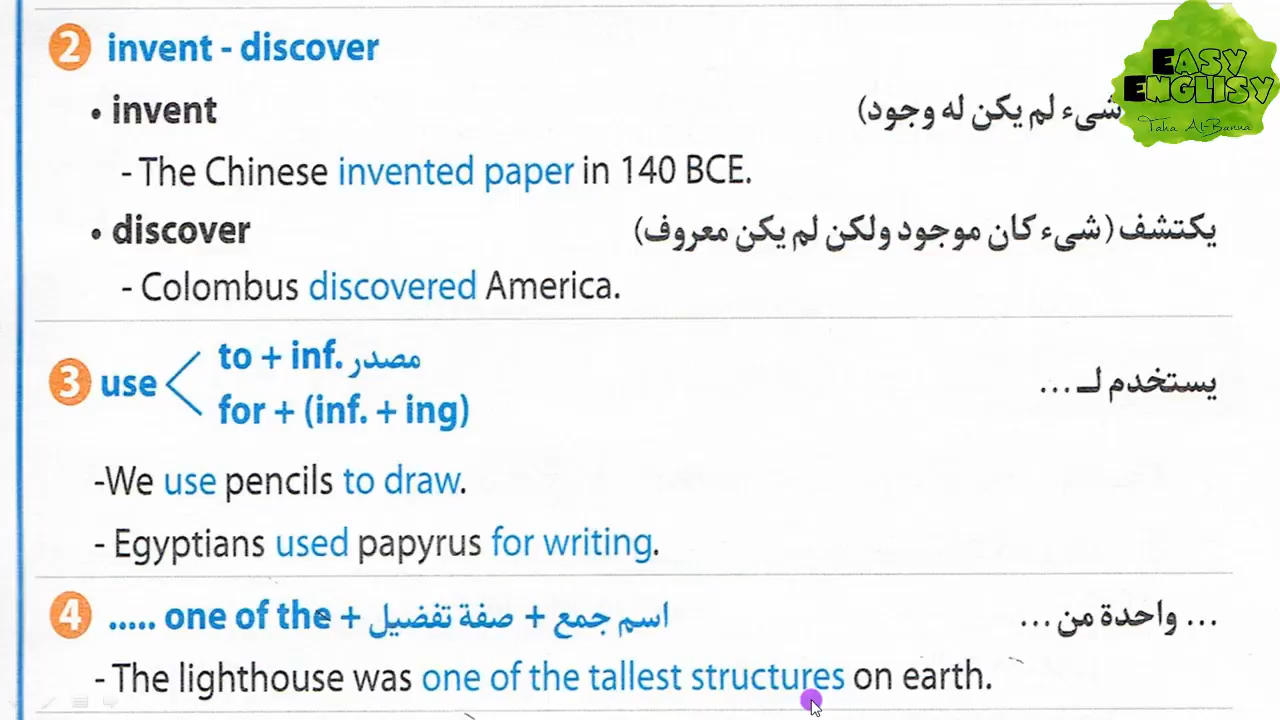 2 invent - discover
EASY ENGLISY
Taha Al-Banna
• invent شيء لم يكن له وجود)
- The Chinese invented paper in 140 BCE.
• discover يكتشف (شيء كان موجود ولكن لم يكن معروف)
- Colombus discovered America.
3 use
to + inf. مصدر
for + (inf. + ing)
يستخدم لـ ...
-We use pencils to draw.
- Egyptians used papyrus for writing.
4 ..... one of the + صفة تفضيل + اسم جمع ... واحدة من ...
- The lighthouse was one of the tallest structures on earth.